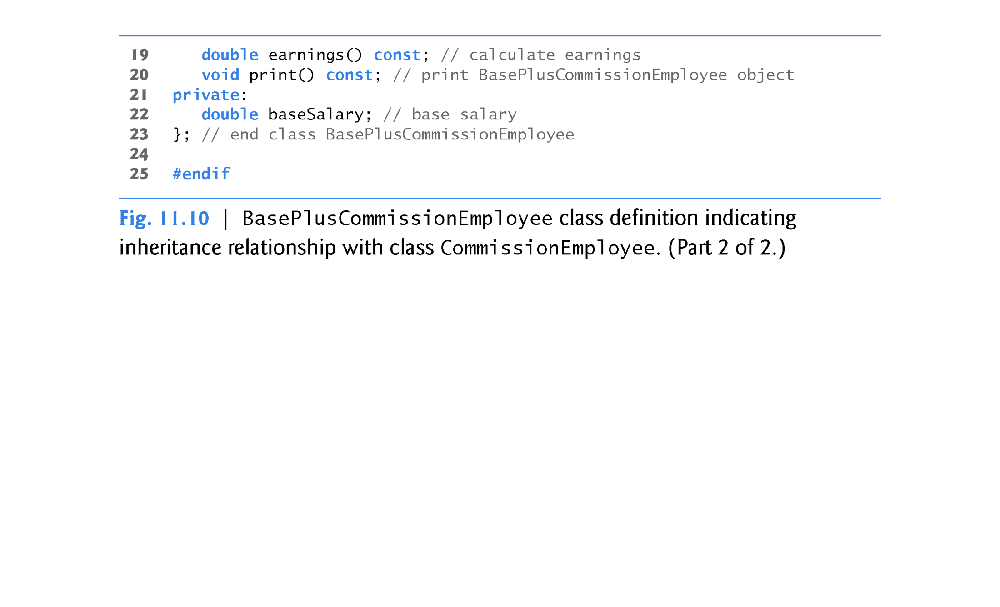 19 double earnings() const; // calculate earnings
20 void print() const; // print BasePlusCommissionEmployee object
21 private:
22 double baseSalary; // base salary
23 }; // end class BasePlusCommissionEmployee
24
25 #endif
Fig. 11.10 | BasePlusCommissionEmployee class definition indicating
inheritance relationship with class CommissionEmployee. (Part 2 of 2.)